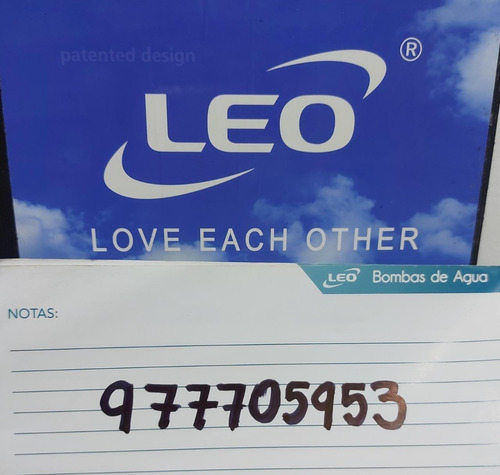 patented design
LEO®
LOVE EACH OTHER
LEO Bombas de Agua
NOTAS:
977705953